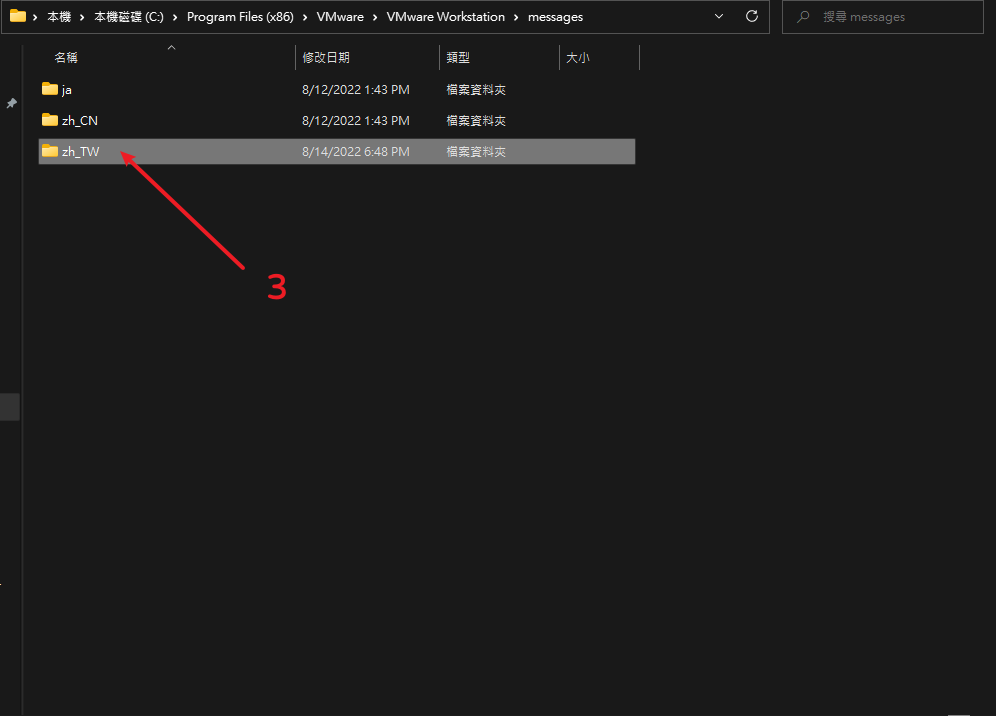 本機 本機磁碟 (C:) Program Files (x86) VMware VMware Workstation messages 搜尋 messages
名稱 修改日期 類型 大小
ja 8/12/2022 1:43 PM 檔案資料夾
zh_CN 8/12/2022 1:43 PM 檔案資料夾
zh_TW 8/14/2022 6:48 PM 檔案資料夾
3